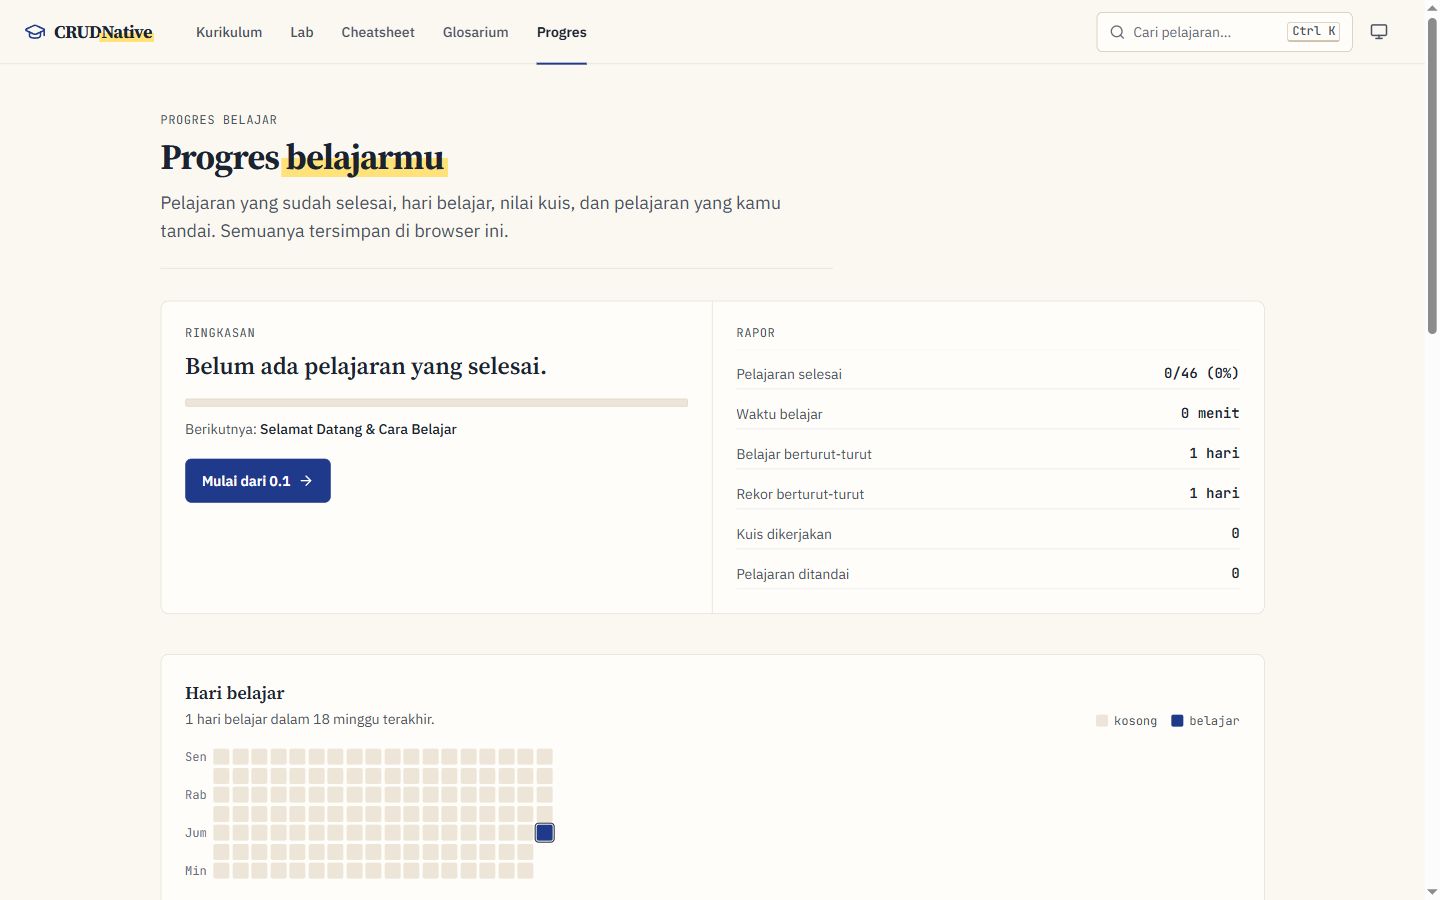 CRUDNative
Kurikulum
Lab
Cheatsheet
Glosarium
Progres
Cari pelajaran...
Ctrl K
PROGRES BELAJAR
Progres belajarmu
Pelajaran yang sudah selesai, hari belajar, nilai kuis, dan pelajaran yang kamu
tandai. Semuanya tersimpan di browser ini.
RINGKASAN
Belum ada pelajaran yang selesai.
Berikutnya: Selamat Datang & Cara Belajar
Mulai dari 0.1 →
RAPOR
Pelajaran selesai 0/46 (0%)
Waktu belajar 0 menit
Belajar berturut-turut 1 hari
Rekor berturut-turut 1 hari
Kuis dikerjakan 0
Pelajaran ditandai 0
Hari belajar
1 hari belajar dalam 18 minggu terakhir.
kosong
belajar
Sen
Rab
Jum
Min